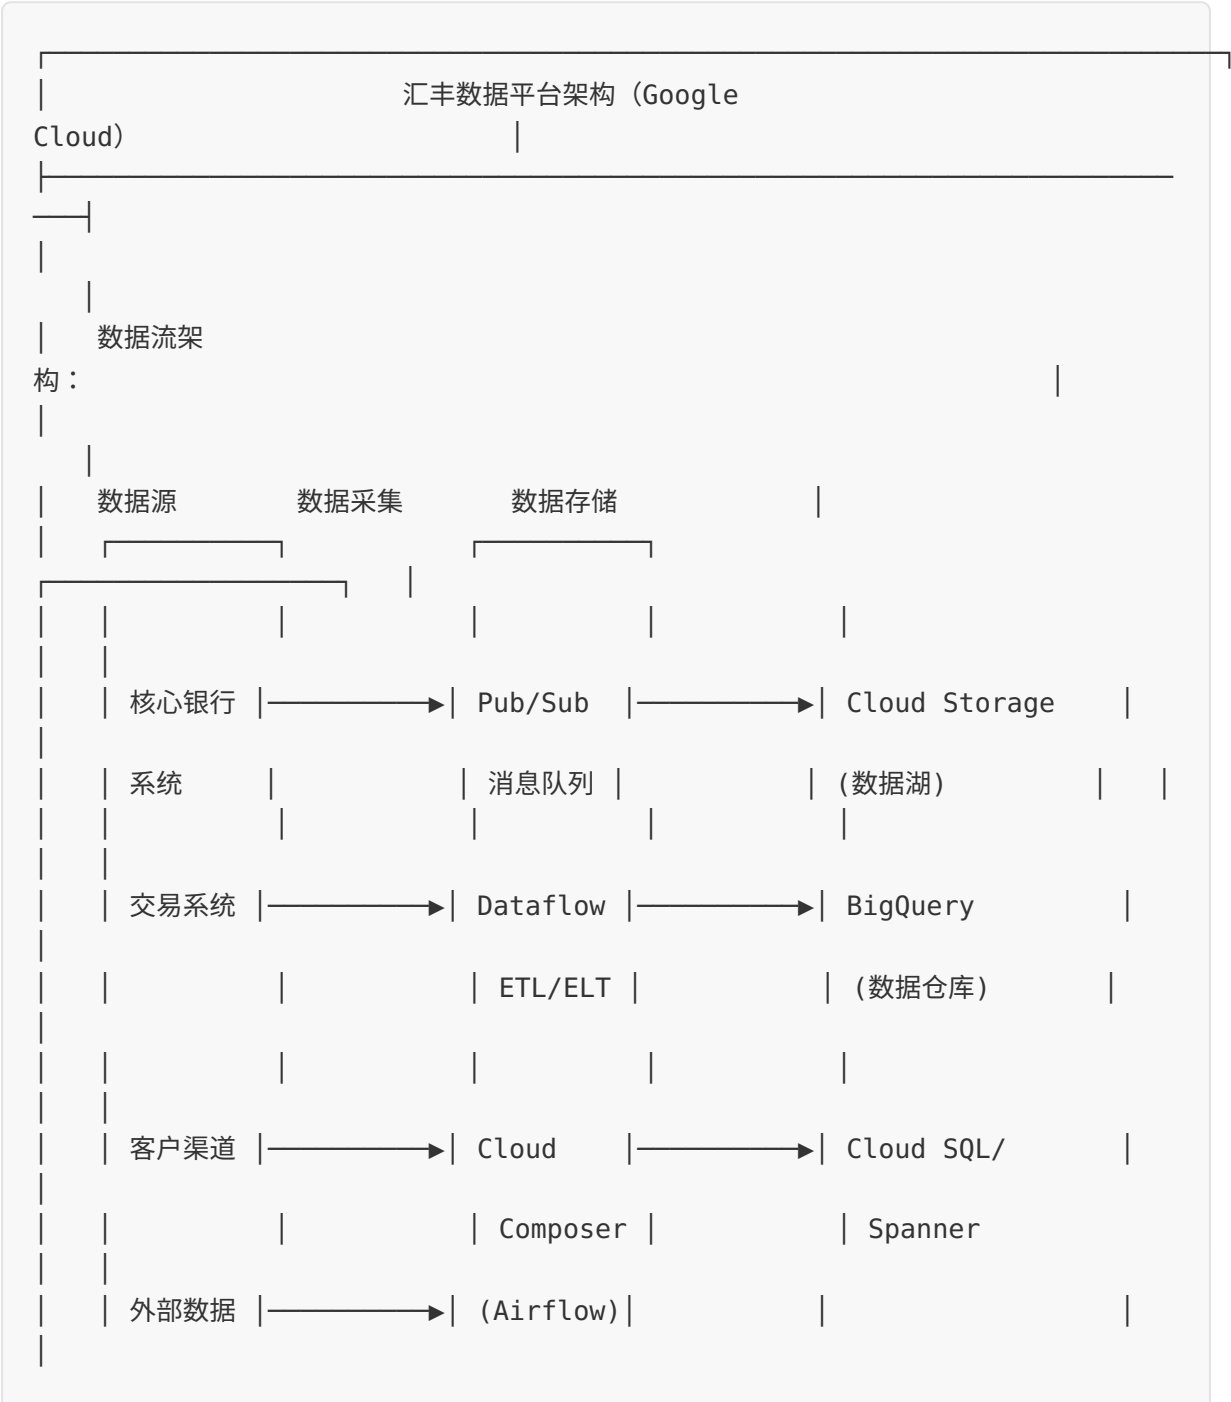 汇丰数据平台架构（Google
Cloud）
数据流架
构：
数据源 数据采集 数据存储
核心银行 Pub/Sub Cloud Storage
系统 消息队列 (数据湖)
交易系统 Dataflow BigQuery
ETL/ELT (数据仓库)
客户渠道 Cloud Cloud SQL/
Composer Spanner
外部数据 (Airflow)